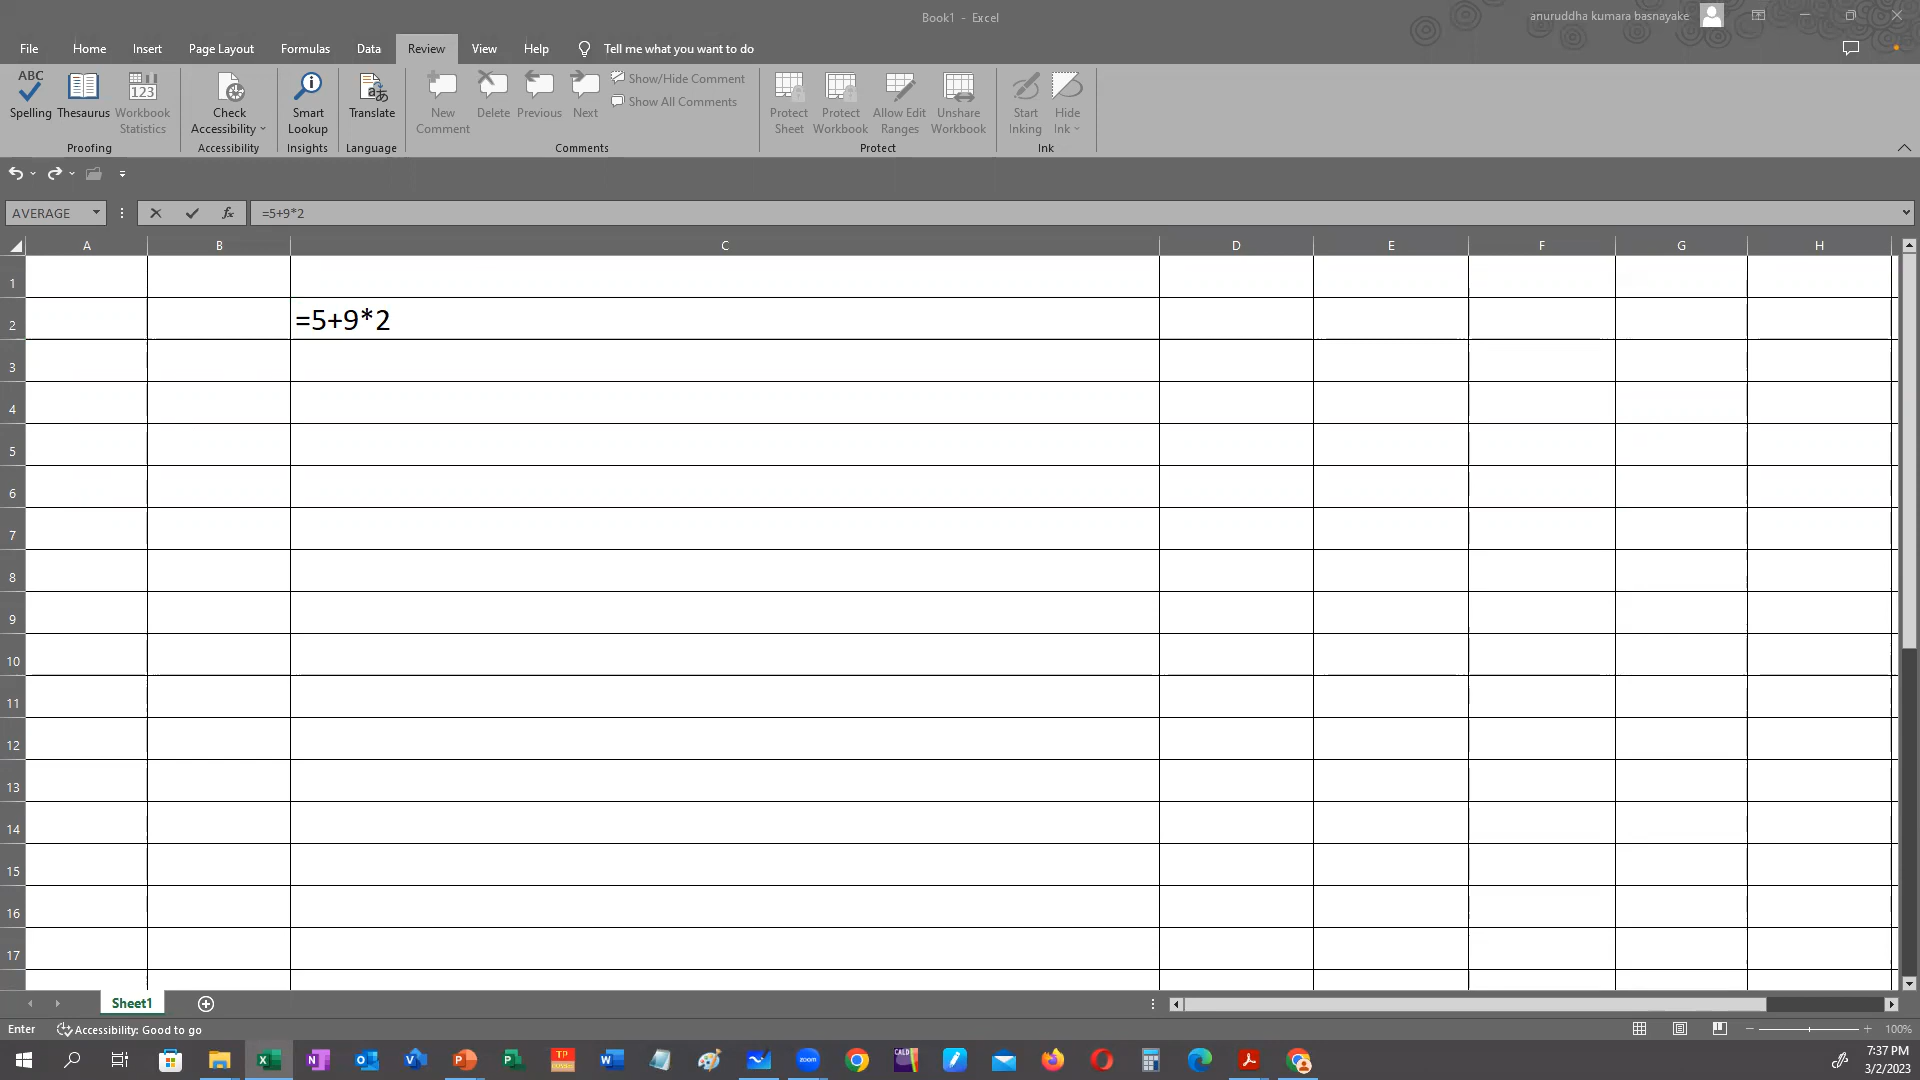 Book1 - Excel
anuruddha kumara basnayake
File Home Insert Page Layout Formulas Data Review View Help Tell me what you want to do
ABC
Spelling
Thesaurus
123
Workbook
Statistics
Proofing
Check
Accessibility
Accessibility
Smart
Lookup
Insights
Translate
Language
New
Comment
Delete
Previous
Next
Show/Hide Comment
Show All Comments
Comments
Protect
Sheet
Protect
Workbook
Allow Edit
Ranges
Unshare
Workbook
Protect
Start
Inking
Hide
Ink
Ink
AVERAGE
fx
=5+9*2
A B C D E F G H
1
2 =5+9*2
3
4
5
6
7
8
9
10
11
12
13
14
15
16
17
Sheet1
Enter Accessibility: Good to go 100%
zoom
CALD
7:37 PM
3/2/2023